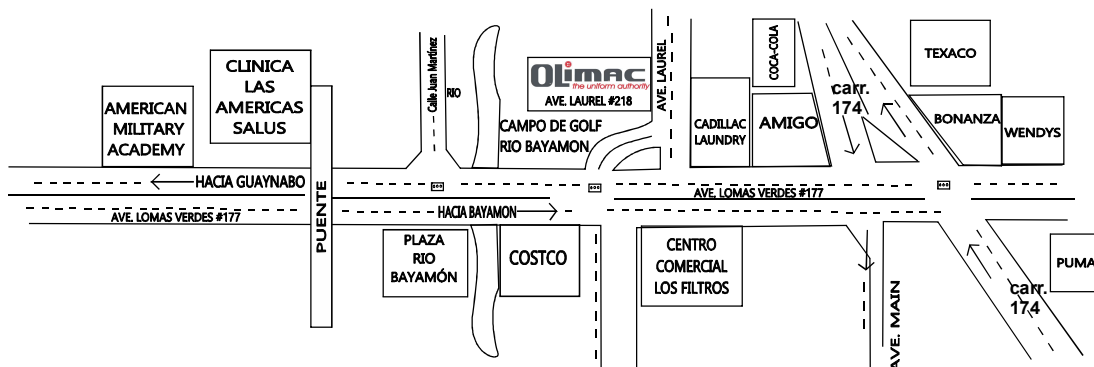 CLINICA
LAS
AMERICAS
SALUS
AMERICAN
MILITARY
ACADEMY
HACIA GUAYNABO
AVE. LOMAS VERDES #177
PUENTE
Calle Juan Martínez
RIO
OLiMAC
the uniform authority
AVE. LAUREL #218
CAMPO DE GOLF
RIO BAYAMON
AVE. LAUREL
CADILLAC
LAUNDRY
COCA-COLA
AMIGO
carr.
174
TEXACO
BONANZA
WENDYS
HACIA BAYAMON
AVE. LOMAS VERDES #177
PLAZA
RIO
BAYAMÓN
COSTCO
CENTRO
COMERCIAL
LOS FILTROS
AVE. MAIN
carr.
174
PUMA